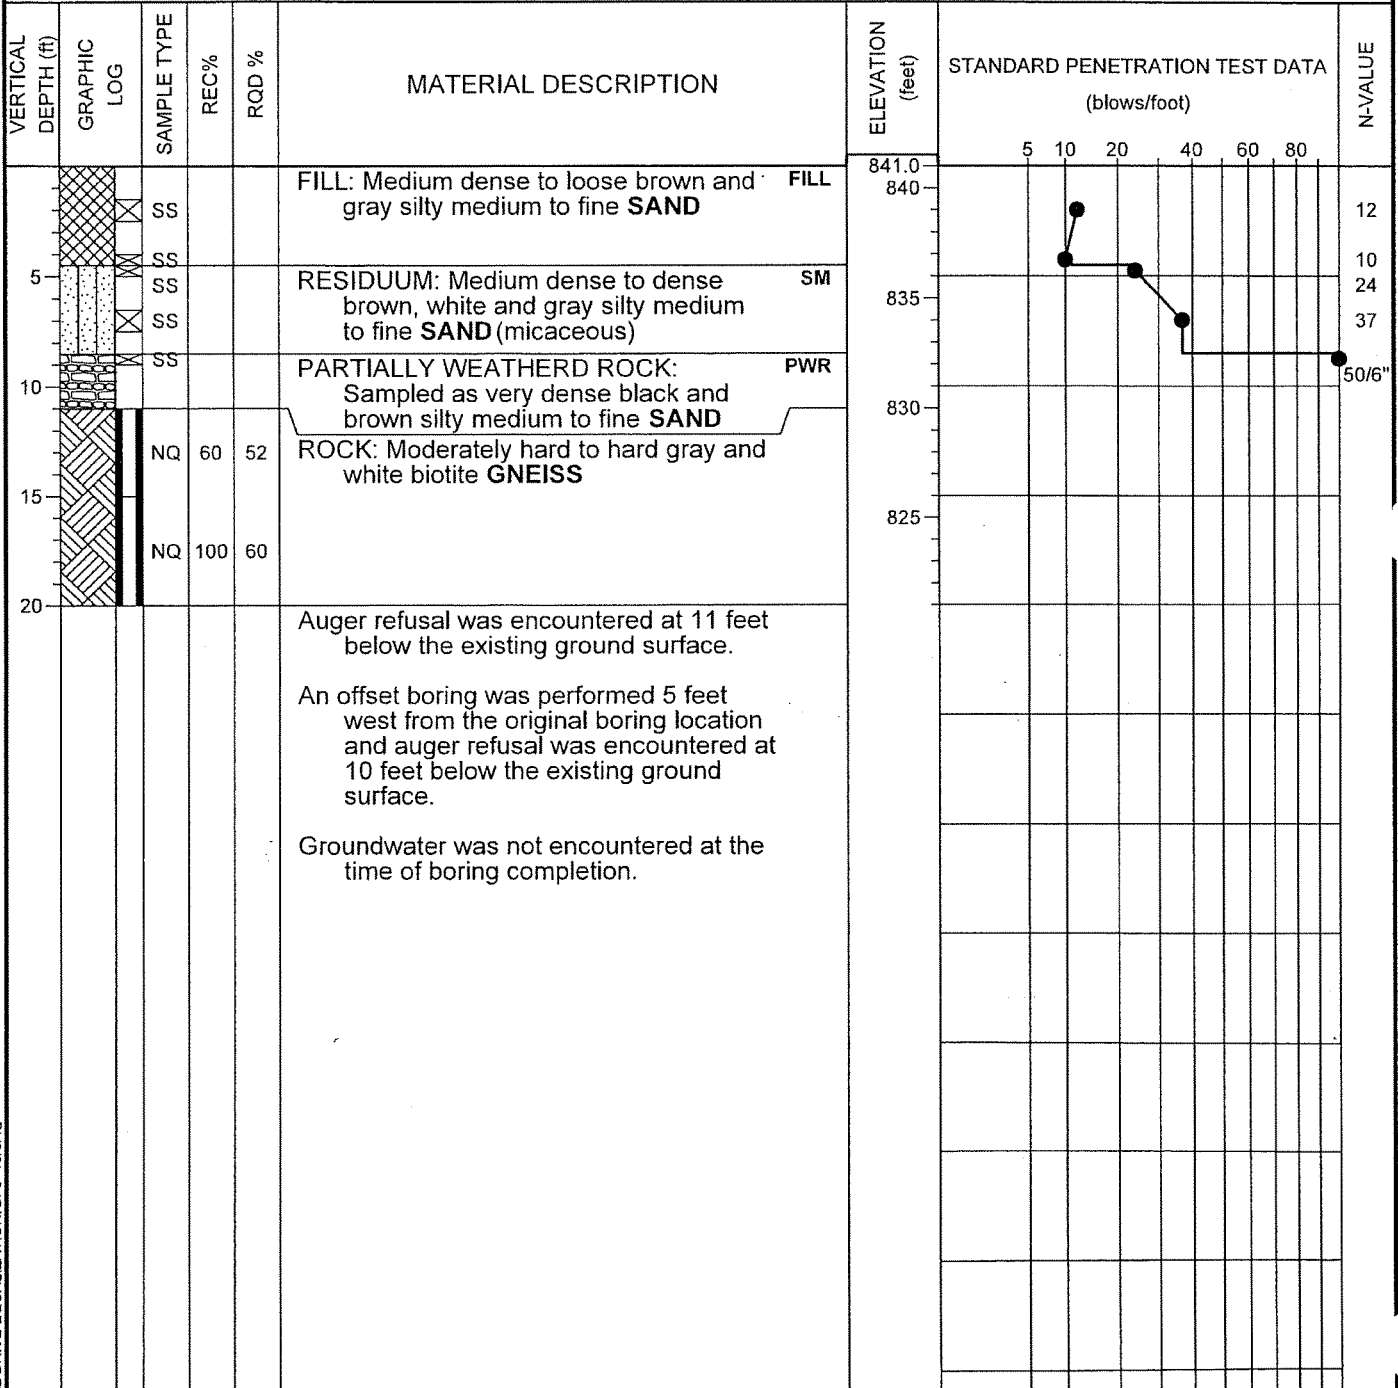 VERTICAL DEPTH (ft)
GRAPHIC LOG
SAMPLE TYPE
REC%
RQD %
MATERIAL DESCRIPTION
ELEVATION (feet)
STANDARD PENETRATION TEST DATA
(blows/foot)
N-VALUE
5 10 20 40 60 80
841.0
840
FILL: Medium dense to loose brown and FILL
gray silty medium to fine SAND
SS 12
SS 10
5
RESIDUUM: Medium dense to dense SM
SS 24
brown, white and gray silty medium
835
SS 37
to fine SAND (micaceous)
SS
PARTIALLY WEATHERD ROCK: PWR
50/6"
10
Sampled as very dense black and
830
brown silty medium to fine SAND
NQ 60 52
ROCK: Moderately hard to hard gray and
white biotite GNEISS
15
825
NQ 100 60
20
Auger refusal was encountered at 11 feet
below the existing ground surface.
An offset boring was performed 5 feet
west from the original boring location
and auger refusal was encountered at
10 feet below the existing ground
surface.
Groundwater was not encountered at the
time of boring completion.